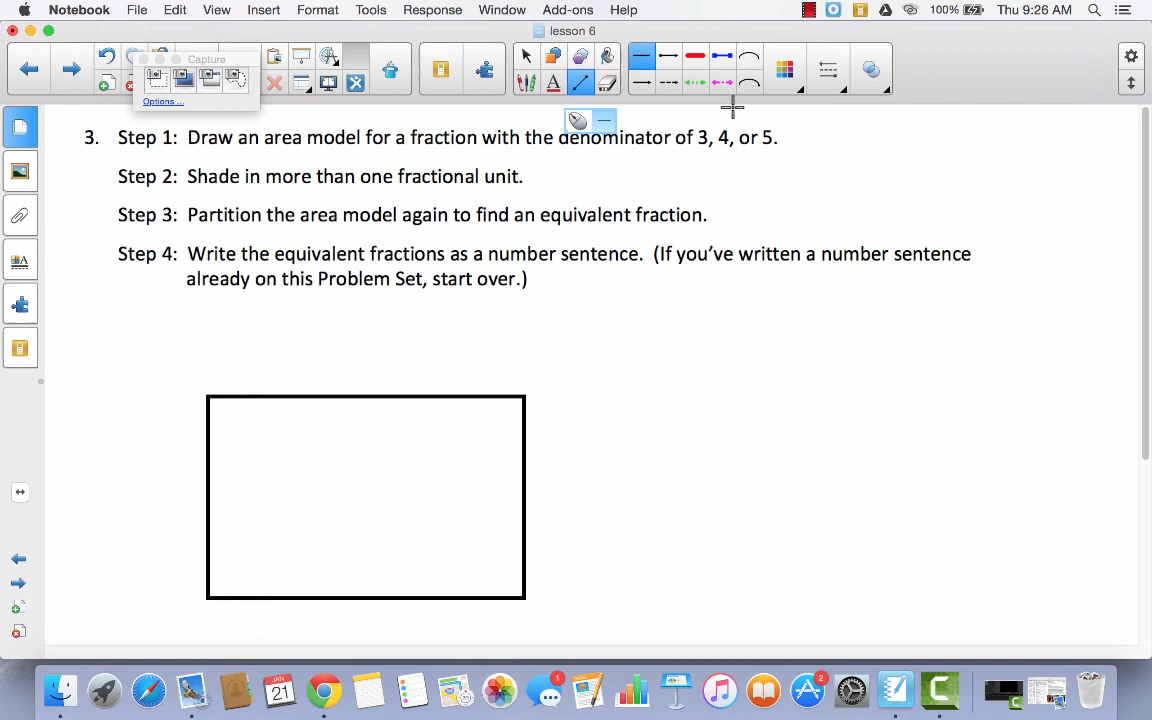 Notebook File Edit View Insert Format Tools Response Window Add-ons Help 100% Thu 9:26 AM
lesson 6
Capture
Options ...
A
3. Step 1: Draw an area model for a fraction with the denominator of 3, 4, or 5.
Step 2: Shade in more than one fractional unit.
Step 3: Partition the area model again to find an equivalent fraction.
Step 4: Write the equivalent fractions as a number sentence. (If you’ve written a number sentence
already on this Problem Set, start over.)
JAN
21
1
2